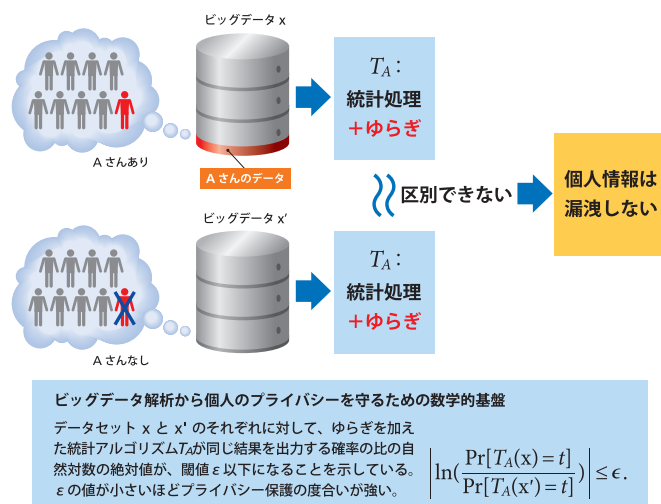 ビッグデータ x
Aさんあり
Aさんのデータ
T_A :
統計処理
+ゆらぎ
区別できない
個人情報は
漏洩しない
ビッグデータ x′
Aさんなし
T_A :
統計処理
+ゆらぎ
ビッグデータ解析から個人のプライバシーを守るための数学的基盤
データセット x と x' のそれぞれに対して、ゆらぎを加え
た統計アルゴリズムTAが同じ結果を出力する確率の比の自
然対数の絶対値が、閾値 ε 以下になることを示している。
ε の値が小さいほどプライバシー保護の度合いが強い。
|ln(Pr[T_A(x) = t] / Pr[T_A(x′) = t])| ≤ ϵ.